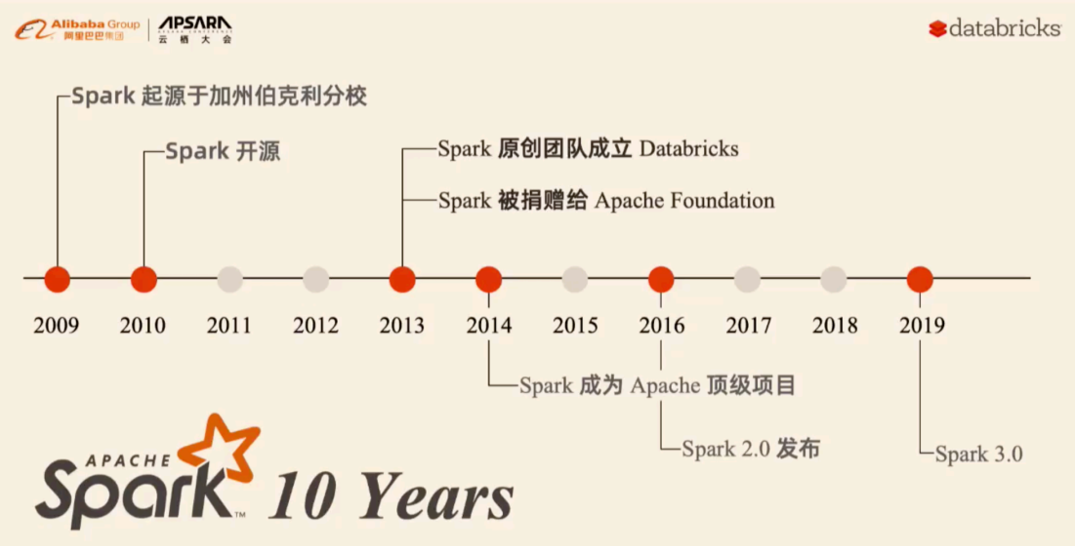 Alibaba Group
阿里巴巴集团
APSARA
APSARA CONFERENCE
云栖大会
databricks
Spark 起源于加州伯克利分校
Spark 开源
Spark 原创团队成立 Databricks
Spark 被捐赠给 Apache Foundation
2009 2010 2011 2012 2013 2014 2015 2016 2017 2018 2019
Spark 成为 Apache 顶级项目
Spark 2.0 发布
Spark 3.0
APACHE
Spark™ 10 Years